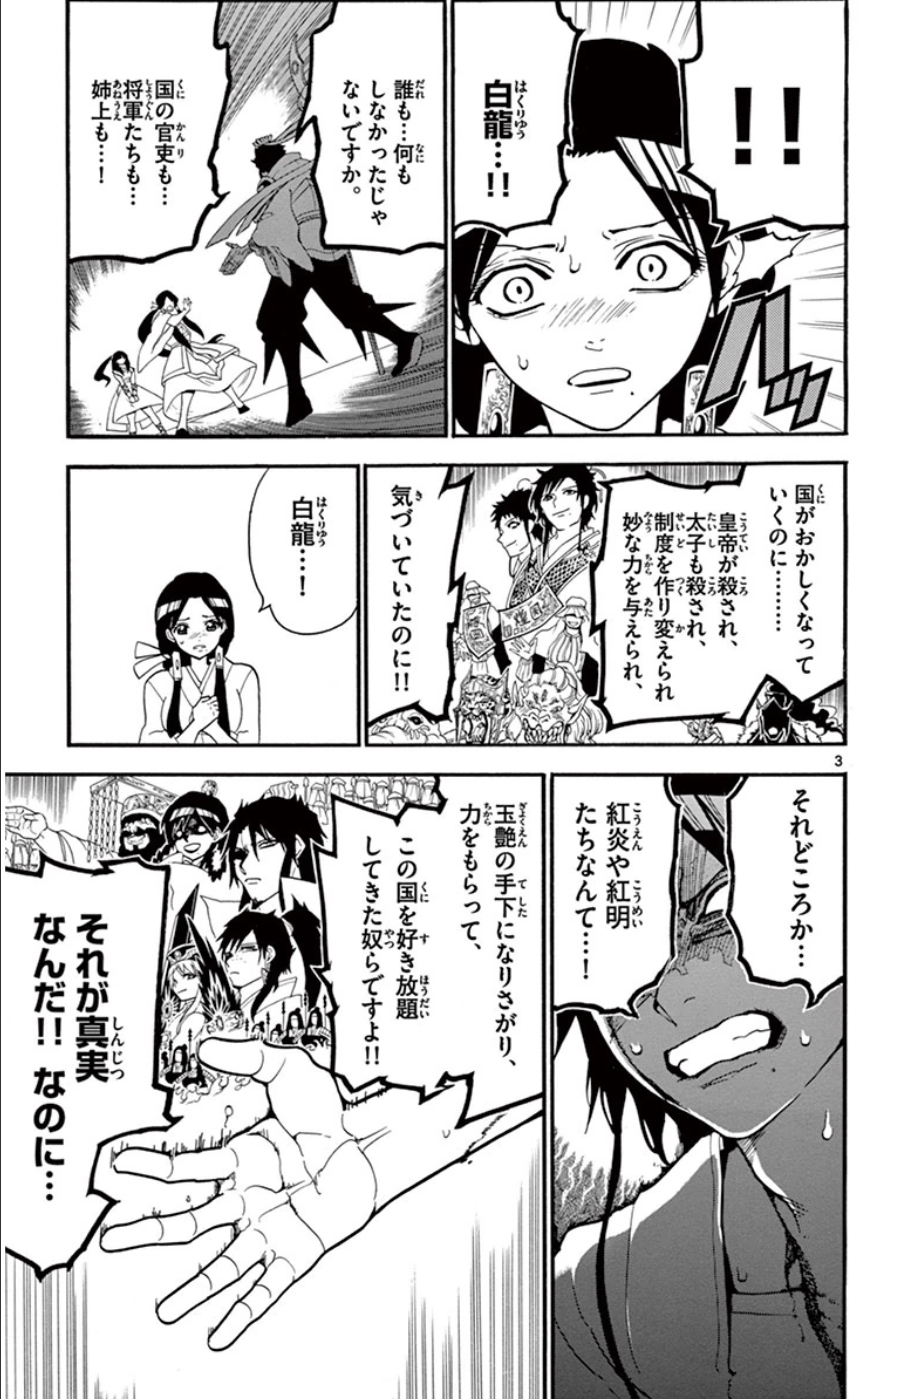 !!
白龍…!!
バッ
誰も…何も
しなかったじゃ
ないですか。
国の官吏も…
将軍たちも…
姉上も…!
国がおかしくなって
いくのに………
皇帝が殺され、
太子も殺され、
制度を作り変えられ
妙な力を与えられ、
気づいていたのに!!
白龍…!
3
それどころか…
紅炎や紅明
たちなんて…!
玉艶の手下になりさがり、
力をもらって、
この国を好き放題
してきた奴らですよ!!
それが真実
なんだ!! なのに…